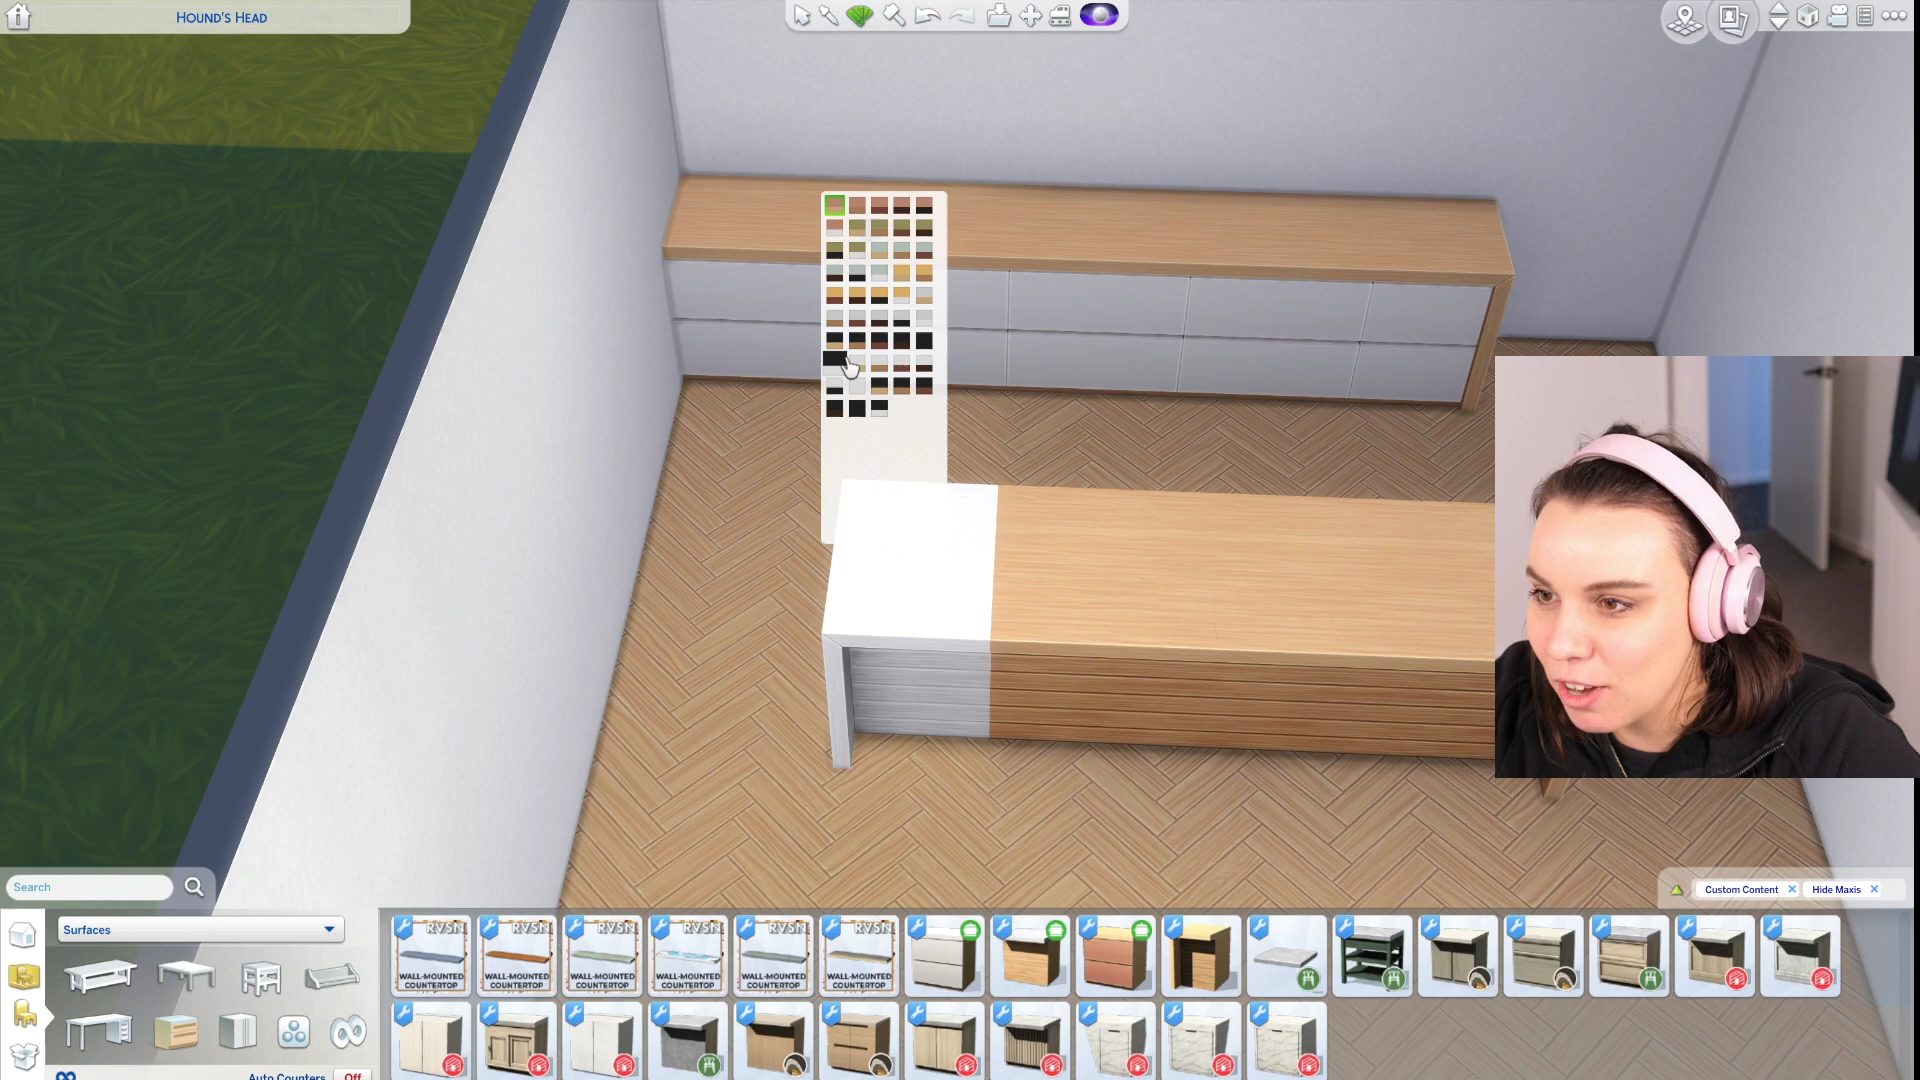 HOUND'S HEAD
Search
Custom Content
Hide Maxis
Surfaces
RVSN
RVSN
RVSN
RVSN
RVSN
RVSN
WALL-MOUNTED
COUNTERTOP
WALL-MOUNTED
COUNTERTOP
WALL-MOUNTED
COUNTERTOP
WALL-MOUNTED
COUNTERTOP
WALL-MOUNTED
COUNTERTOP
WALL-MOUNTED
COUNTERTOP
Auto Counters
Off